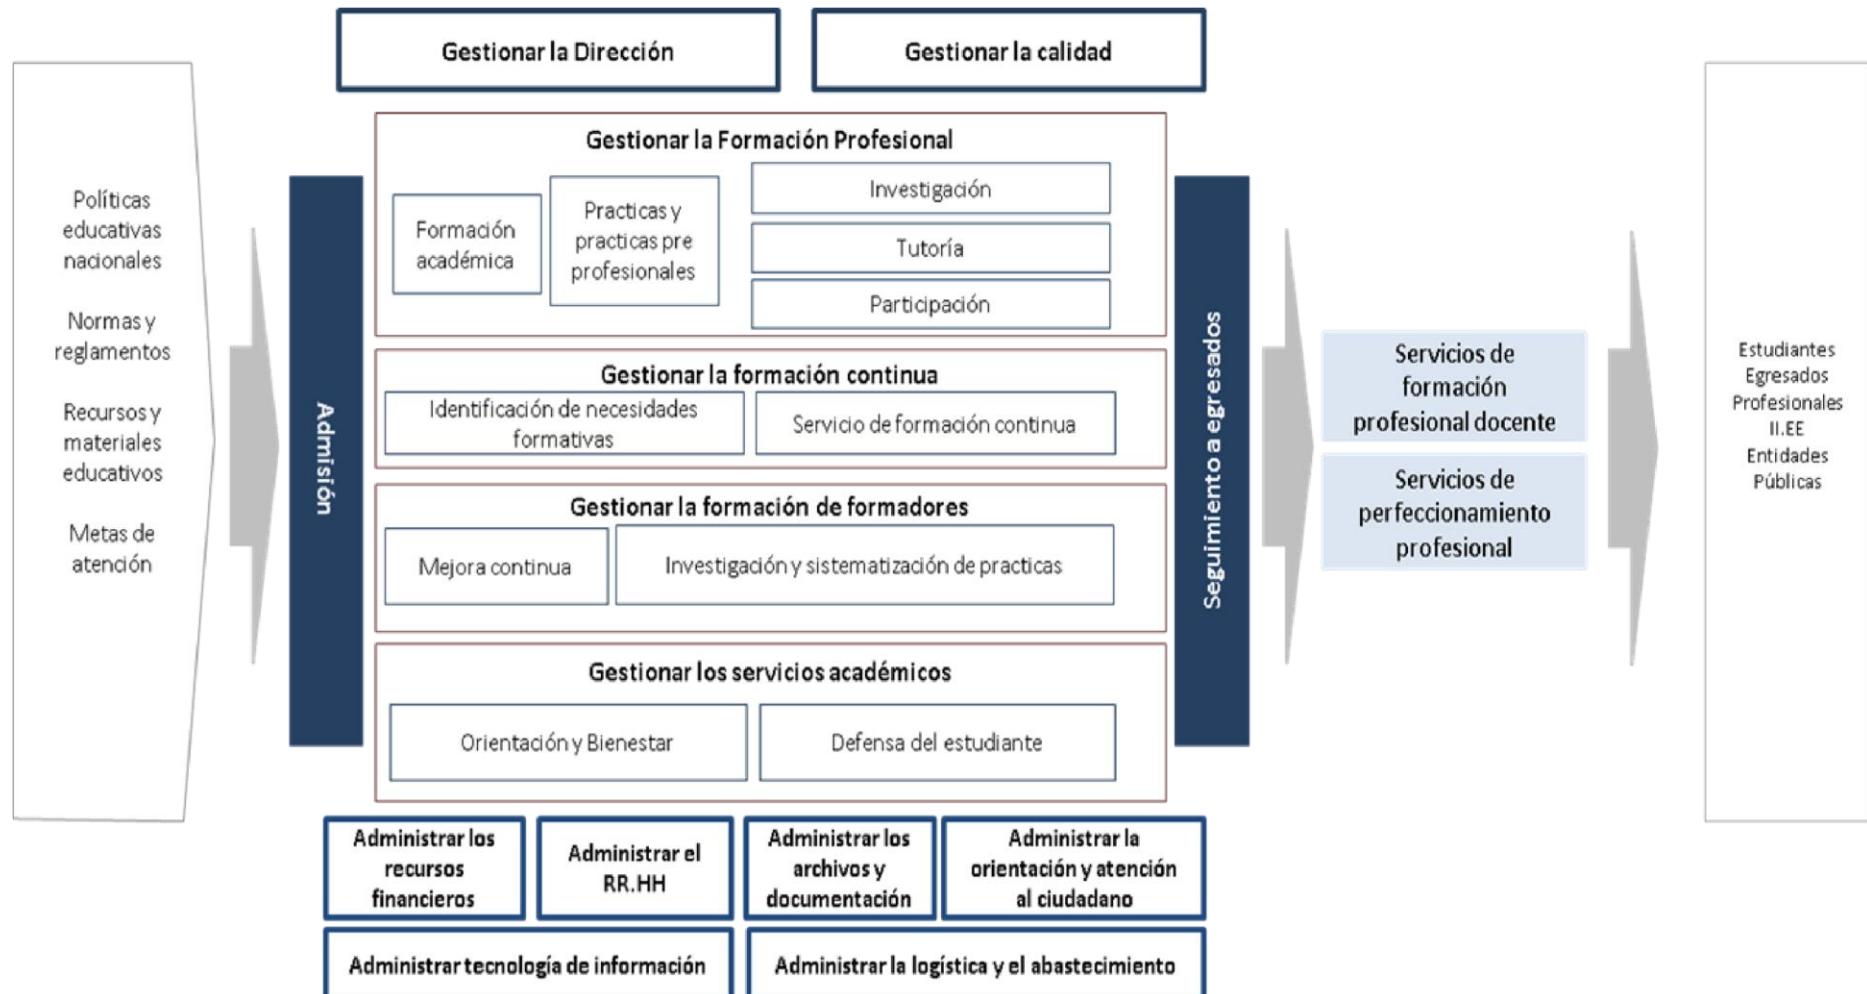 Gestionar la Dirección
Gestionar la calidad
Políticas
educativas
nacionales
Normas y
reglamentos
Recursos y
materiales
educativos
Metas de
atención
Admisión
Gestionar la Formación Profesional
Formación
académica
Practicas y
practicas pre
profesionales
Investigación
Tutoría
Participación
Gestionar la formación continua
Identificación de necesidades
formativas
Servicio de formación continua
Gestionar la formación de formadores
Mejora continua
Investigación y sistematización de practicas
Gestionar los servicios académicos
Orientación y Bienestar
Defensa del estudiante
Seguimiento a egresados
Servicios de
formación
profesional docente
Servicios de
perfeccionamiento
profesional
Estudiantes
Egresados
Profesionales
II.EE
Entidades
Públicas
Administrar los
recursos
financieros
Administrar el
RR.HH
Administrar los
archivos y
documentación
Administrar la
orientación y atención
al ciudadano
Administrar tecnología de información
Administrar la logística y el abastecimiento